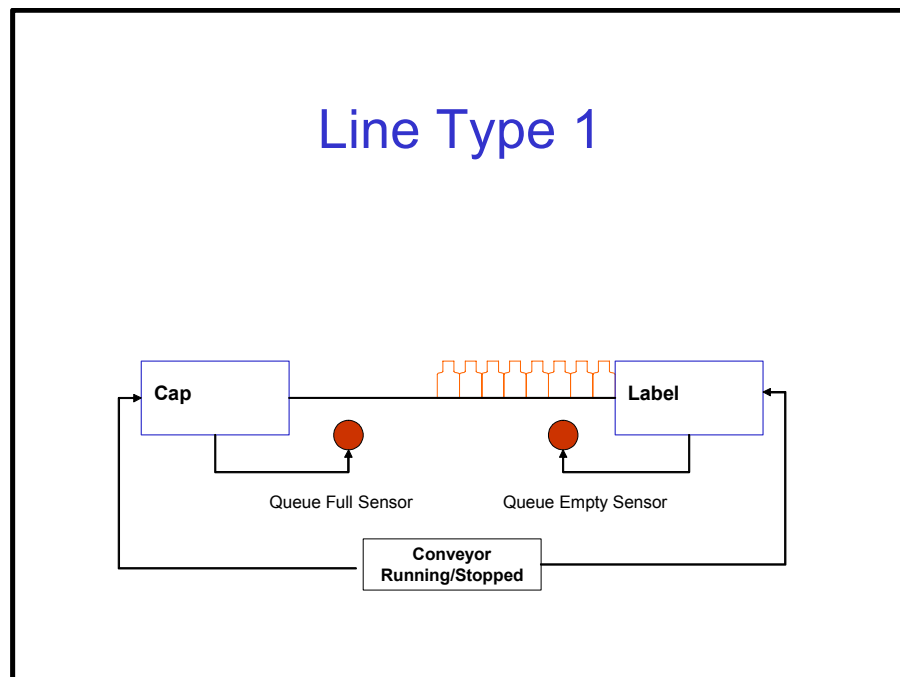 Line Type 1
Cap
Label
Queue Full Sensor
Queue Empty Sensor
Conveyor
Running/Stopped